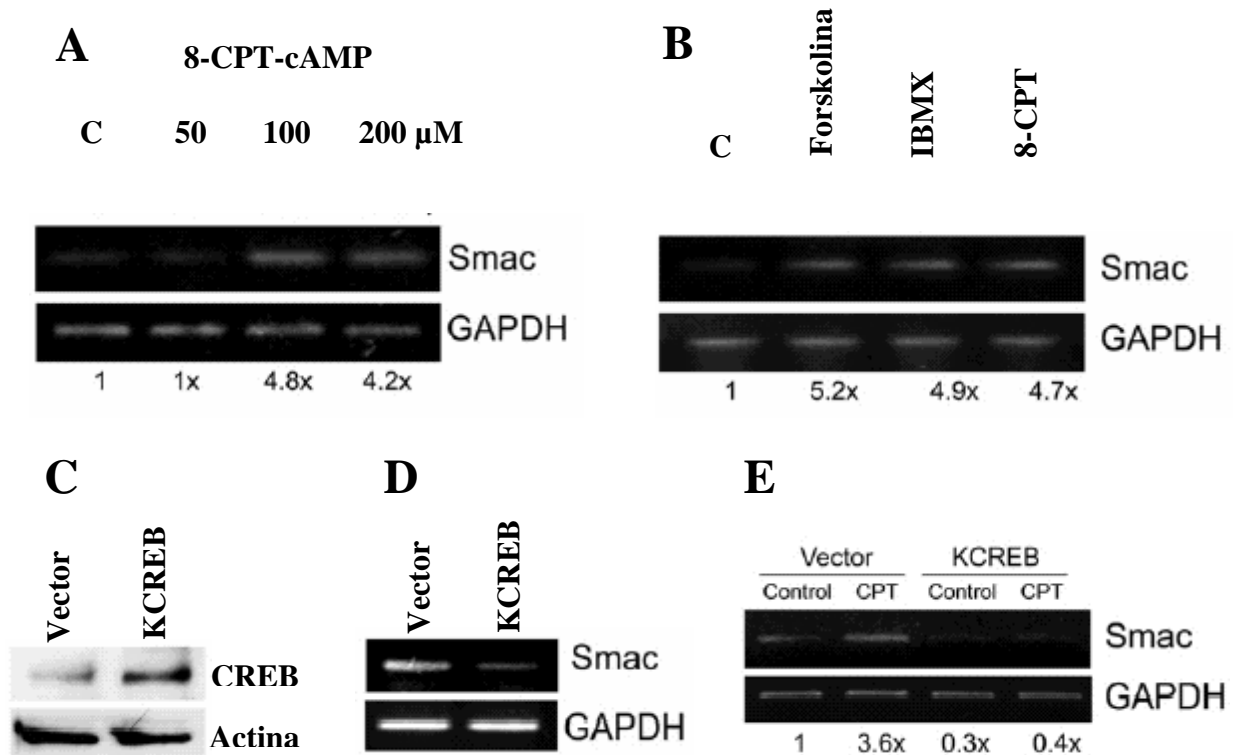 A
8-CPT-cAMP
C 50 100 200 µM
Smac
GAPDH
1 1x 4.8x 4.2x
B
C Forskolina IBMX 8-CPT
Smac
GAPDH
1 5.2x 4.9x 4.7x
C
Vector KCREB
CREB
Actina
D
Vector KCREB
Smac
GAPDH
E
Vector KCREB
Control CPT Control CPT
Smac
GAPDH
1 3.6x 0.3x 0.4x